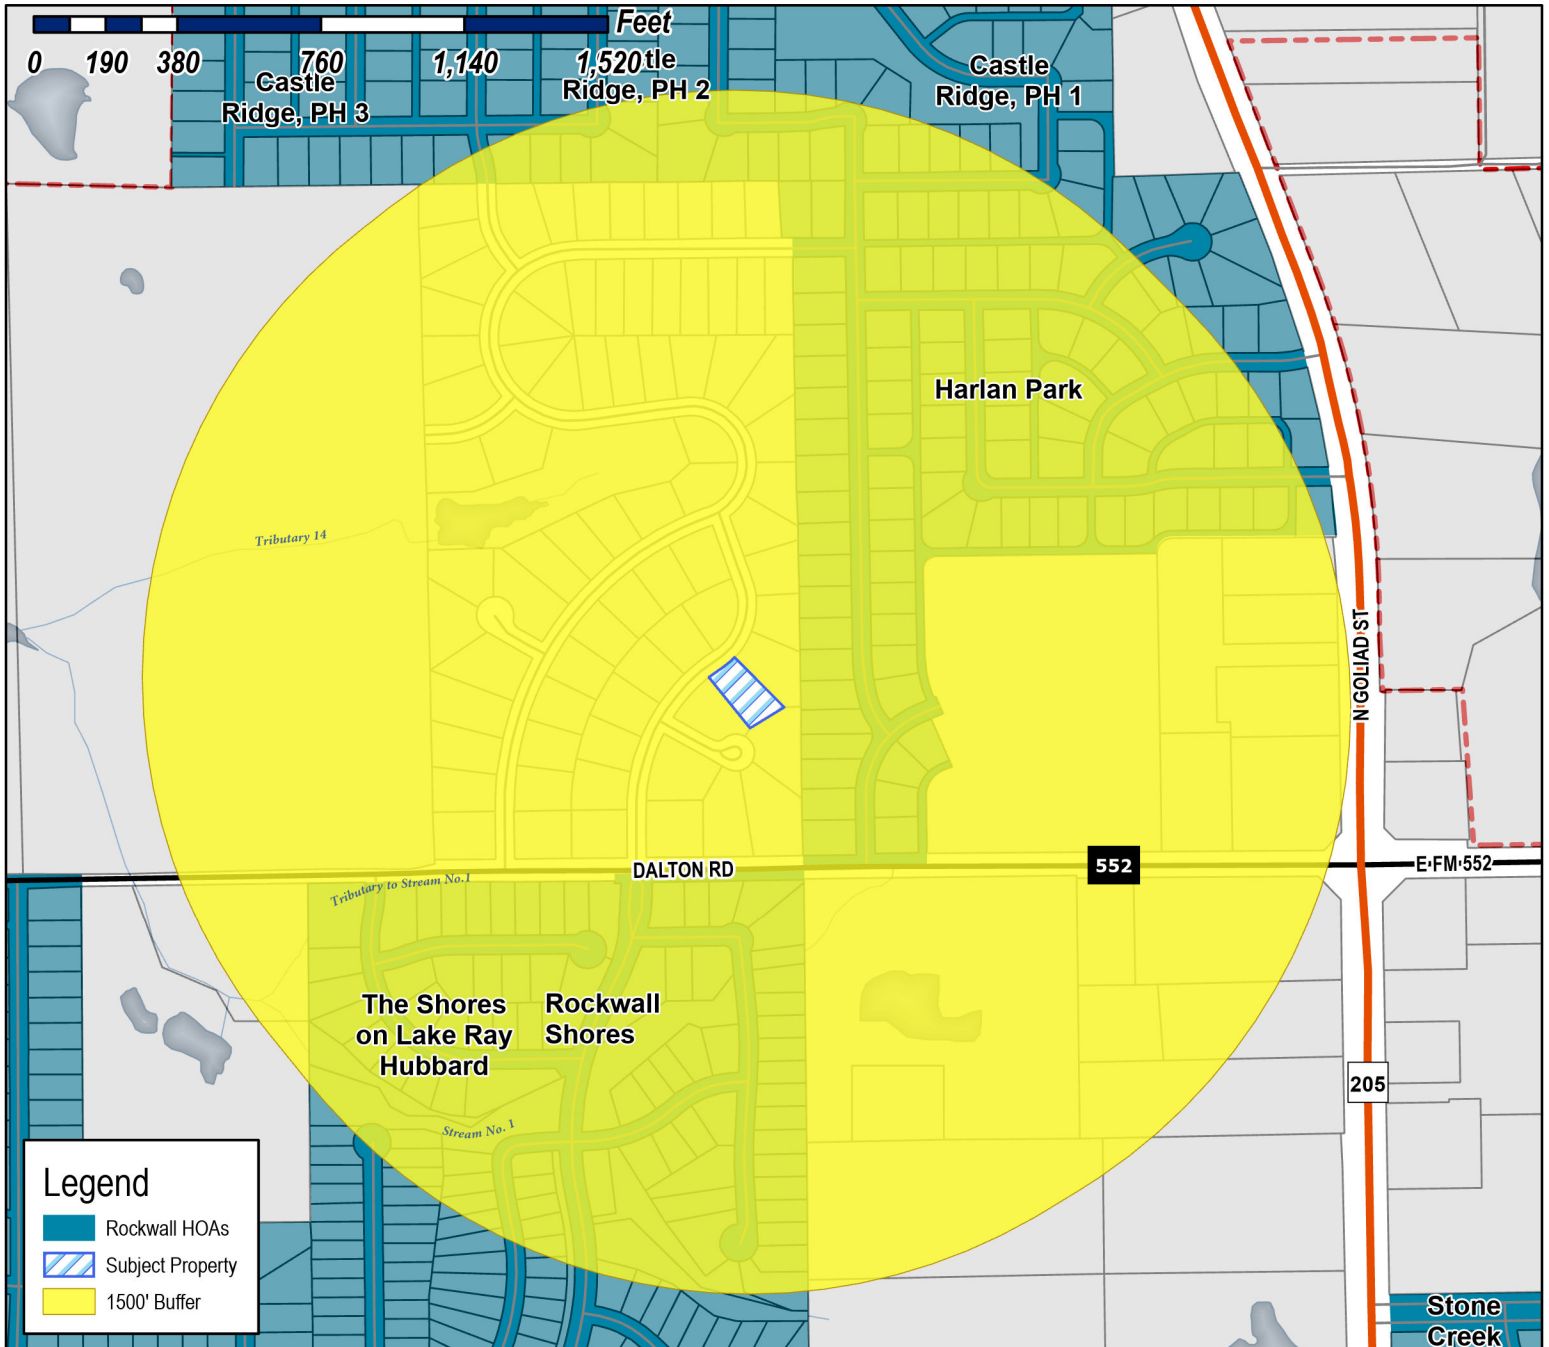 Feet
0 190 380 760 1,140 1,520
Castle
Ridge, PH 3
tle
Ridge, PH 2
Castle
Ridge, PH 1
Harlan Park
Tributary 14
N GOLIAD ST
DALTON RD
552
E FM 552
Tributary to Stream No.1
The Shores
on Lake Ray
Hubbard
Rockwall
Shores
205
Stream No. 1
Legend
Rockwall HOAs
Subject Property
1500' Buffer
Stone
Creek